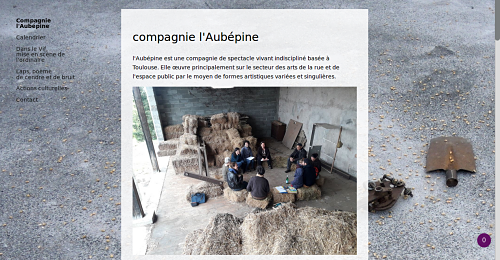 Compagnie
l'Aubépine
Calendrier
Dans le Vif,
mise en scène de
l'ordinaire
Laps, poème
de cendre et de bruit
Actions culturelles
Contact
compagnie l'Aubépine
l'Aubépine est une compagnie de spectacle vivant indiscipliné basée à
Toulouse. Elle œuvre principalement sur le secteur des arts de la rue et de
l'espace public par le moyen de formes artistiques variées et singulières.
0